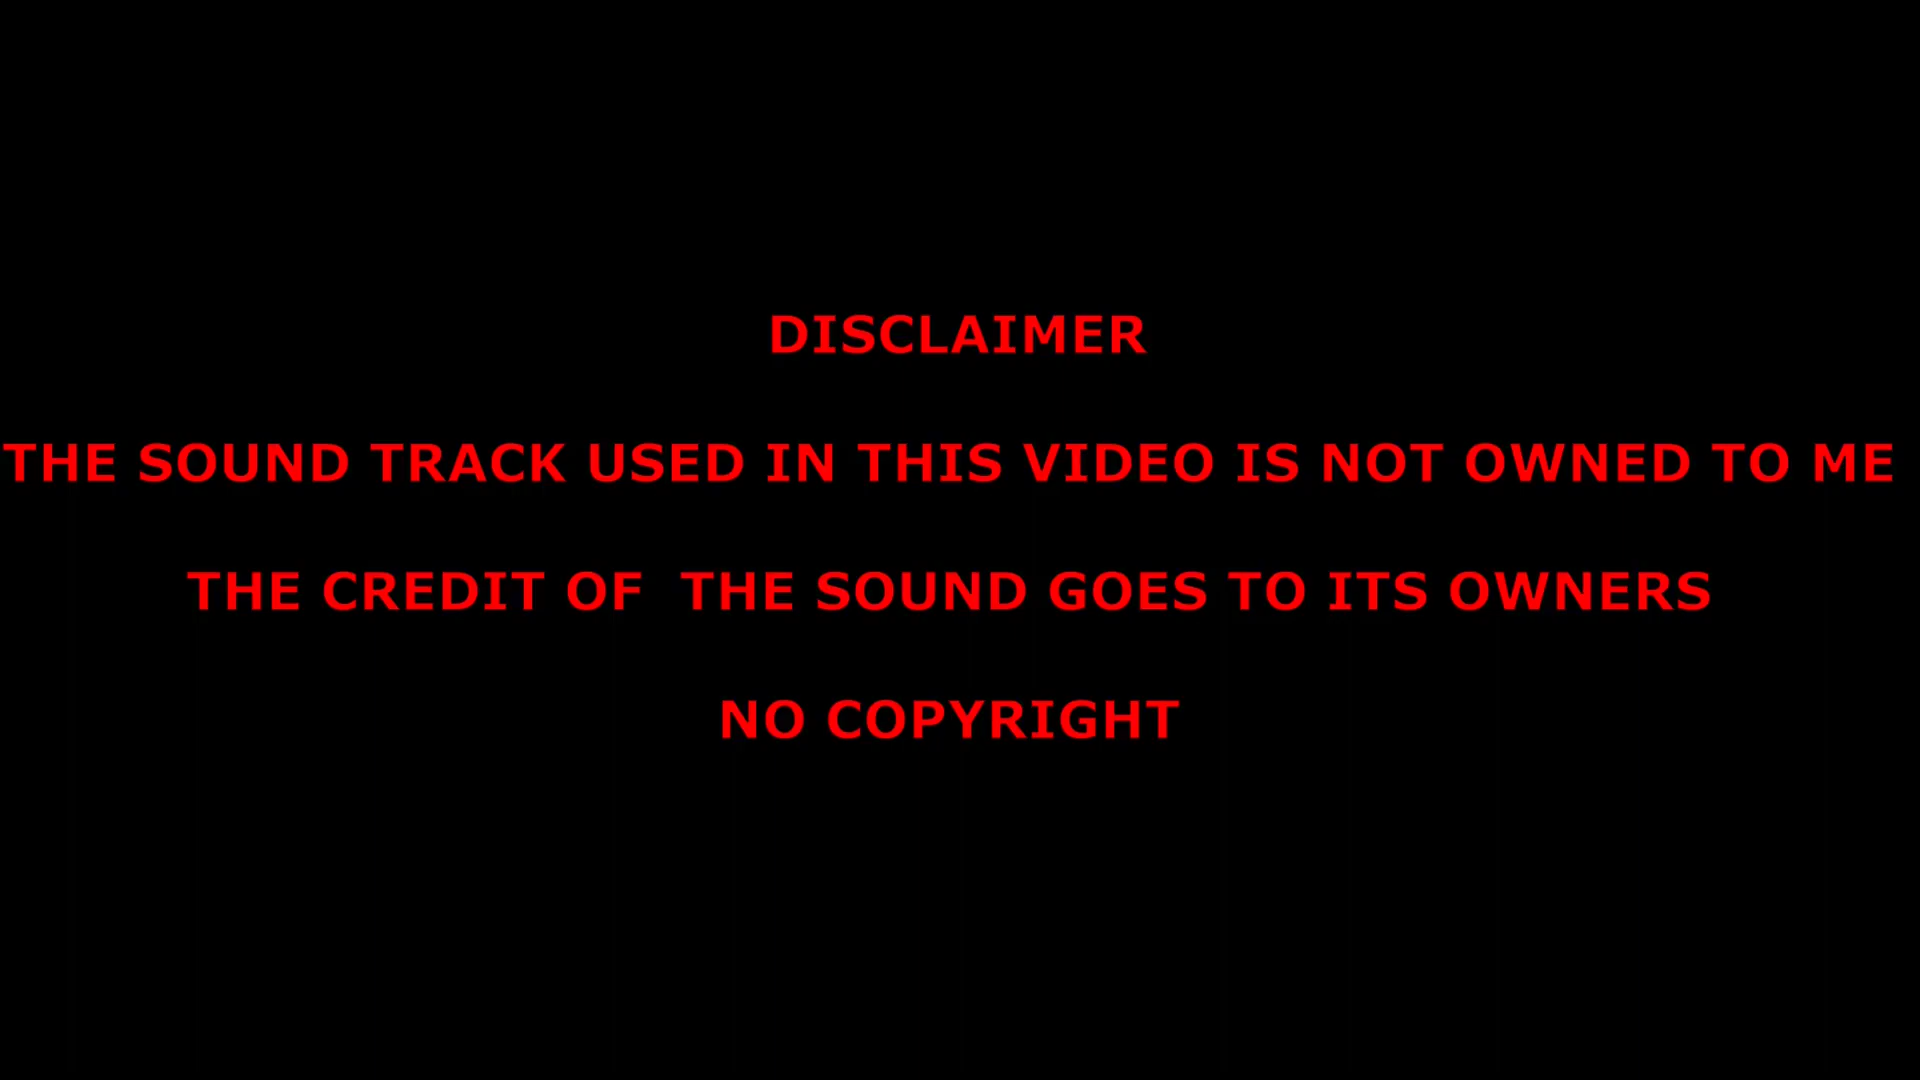 DISCLAIMER
THE SOUND TRACK USED IN THIS VIDEO IS NOT OWNED TO ME
THE CREDIT OF  THE SOUND GOES TO ITS OWNERS
NO COPYRIGHT